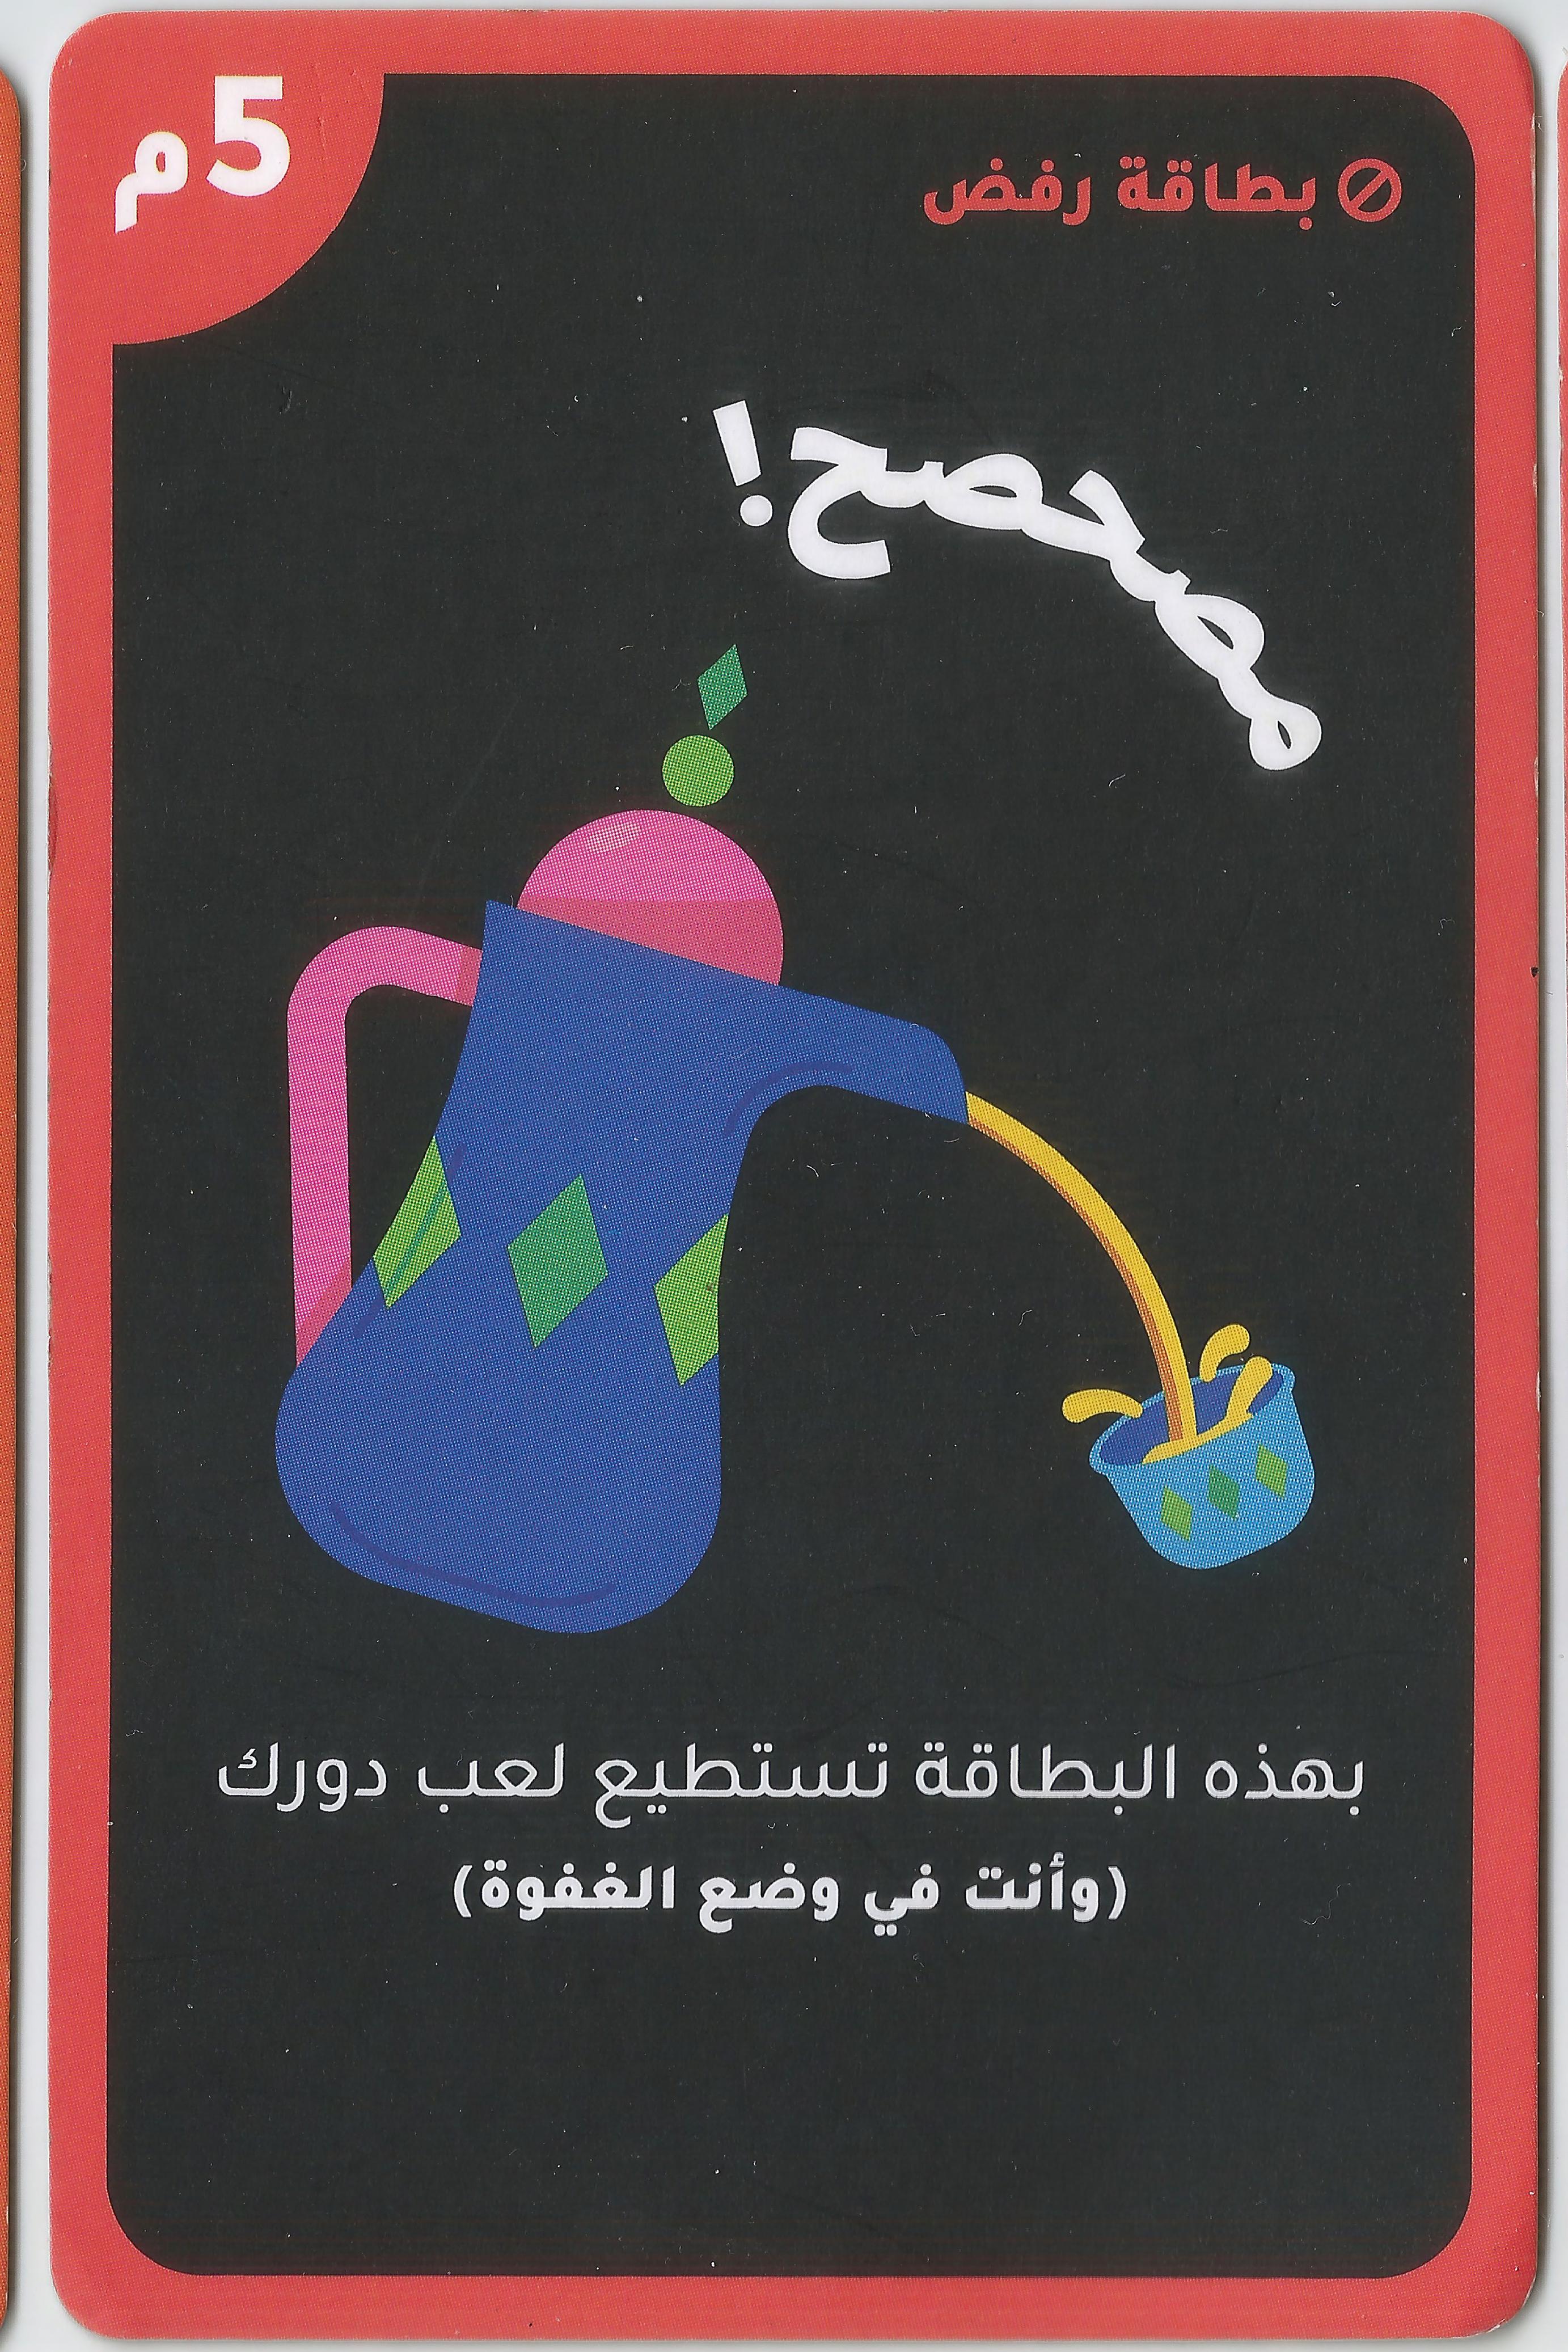 5م
بطاقة رفض
مصحصح!
بهذه البطاقة تستطيع لعب دورك
(وأنت في وضع الغفوة)